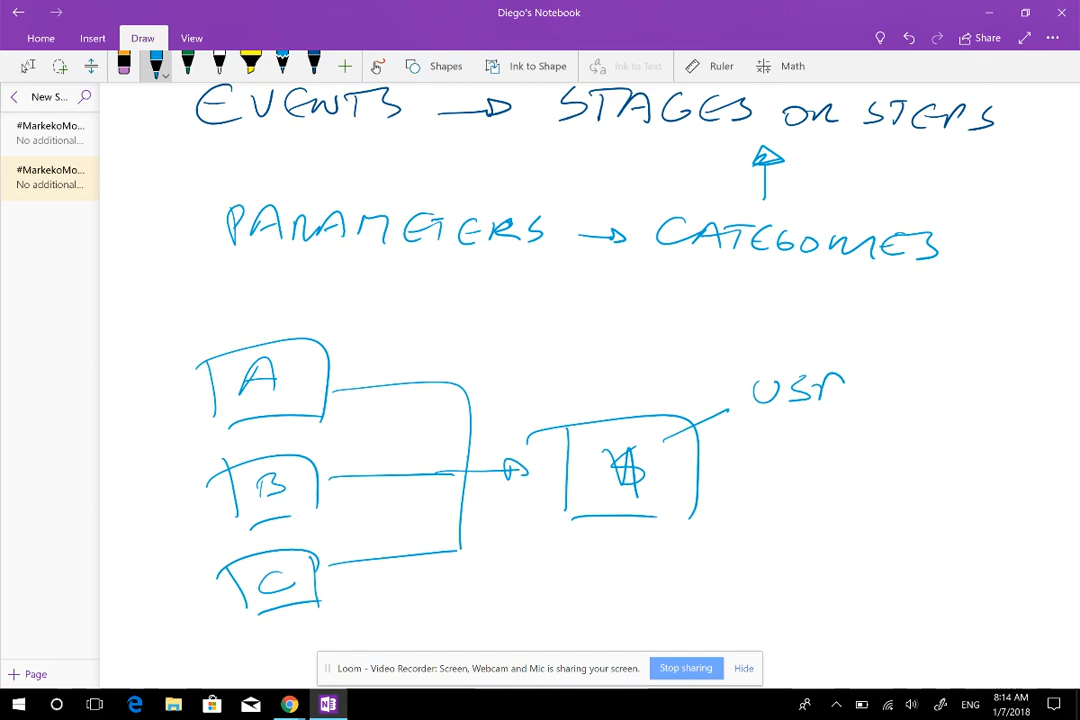 Diego's Notebook
Home Insert Draw View
Share
Shapes Ink to Shape Ink to Text Ruler Math
New S...
#MarkekoMo...
No additional...
#MarkekoMo...
No additional...
EVENTS → STAGES OR STEPS
PARAMETERS → CATEGORIES
A
B
C
$
Page
Loom - Video Recorder: Screen, Webcam and Mic is sharing your screen. Stop sharing Hide
ENG
8:14 AM
1/7/2018